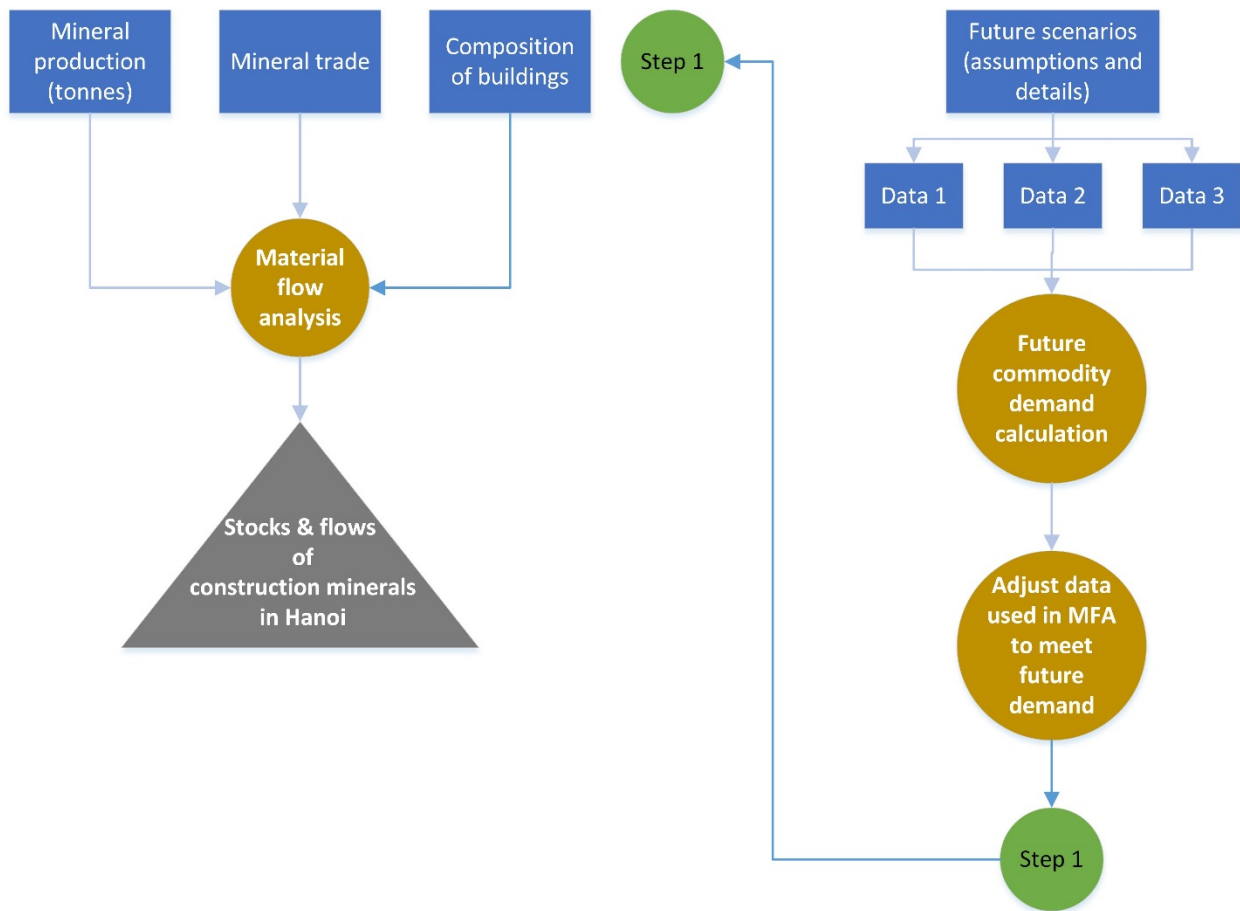 Mineral
production
(tonnes)
Mineral trade
Composition
of buildings
Step 1
Future scenarios
(assumptions and
details)
Data 1
Data 2
Data 3
Material
flow
analysis
Future
commodity
demand
calculation
Stocks & flows
of
construction minerals
in Hanoi
Adjust data
used in MFA
to meet
future
demand
Step 1